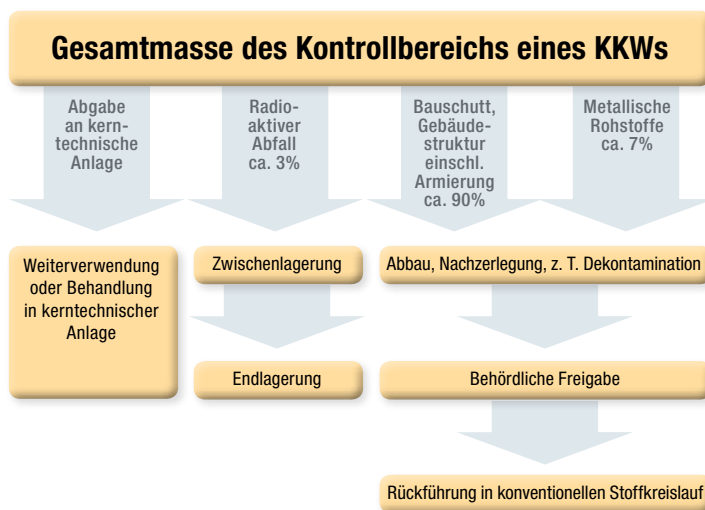 Gesamtmasse des Kontrollbereichs eines KKWs
Abgabe
an kern-
technische
Anlage
Radio-
aktiver
Abfall
ca. 3%
Bauschutt,
Gebäude-
struktur
einschl.
Armierung
ca. 90%
Metallische
Rohstoffe
ca. 7%
Weiterverwendung
oder Behandlung
in kerntechnischer
Anlage
Zwischenlagerung
Abbau, Nachzerlegung, z. T. Dekontamination
Endlagerung
Behördliche Freigabe
Rückführung in konventionellen Stoffkreislauf